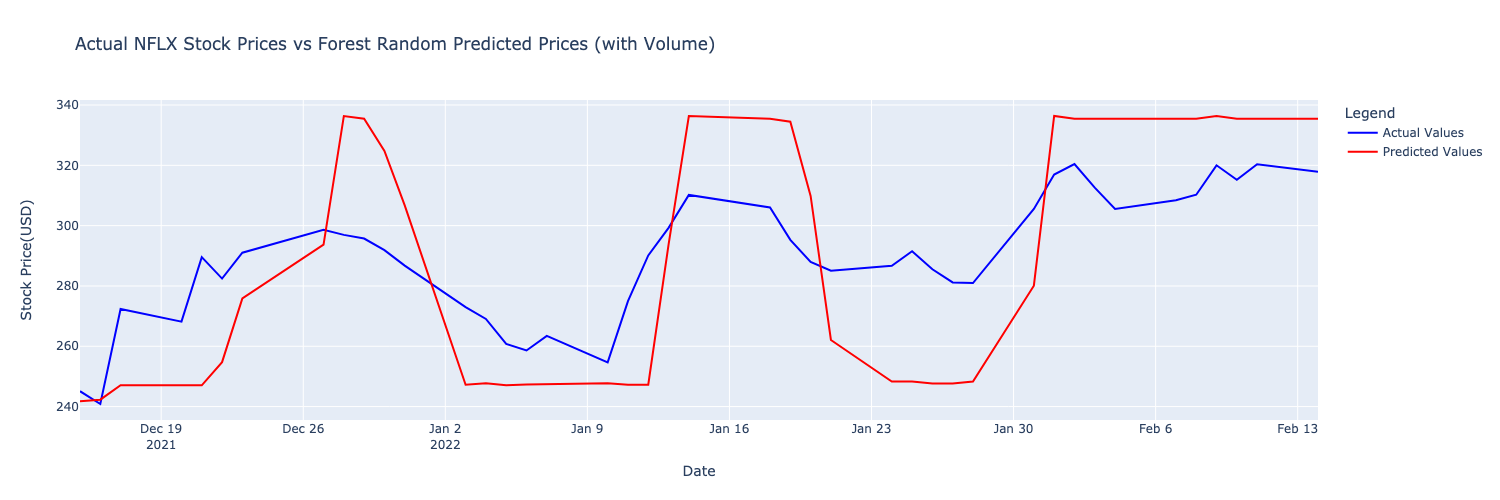 Actual NFLX Stock Prices vs Forest Random Predicted Prices (with Volume)
Legend
Actual Values
Predicted Values
Stock Price(USD)
340
320
300
280
260
240
Dec 19
2021
Dec 26
Jan 2
2022
Jan 9
Jan 16
Jan 23
Jan 30
Feb 6
Feb 13
Date